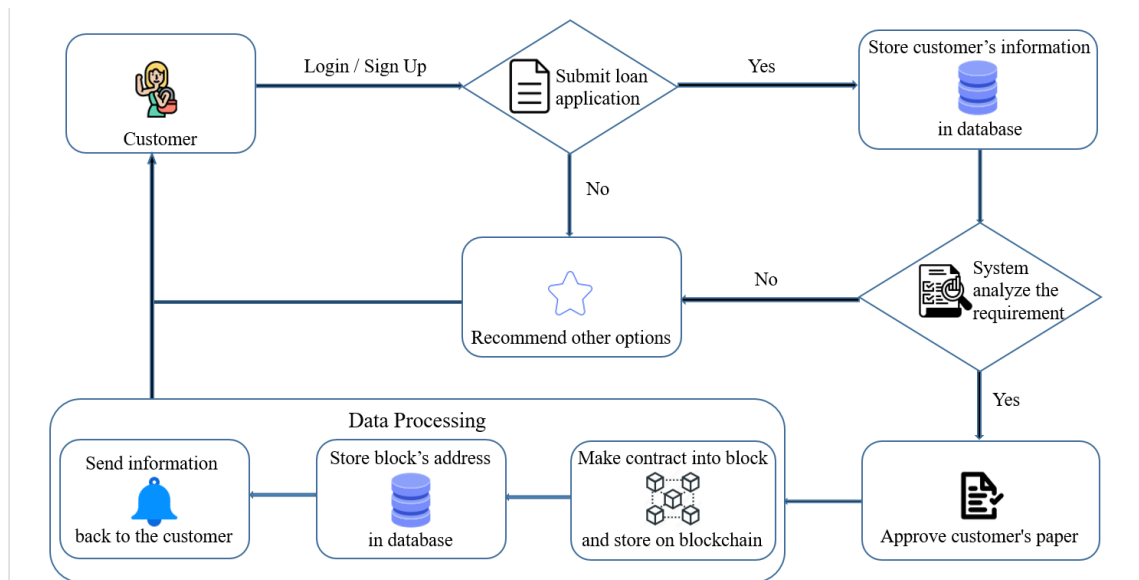 Customer
Login / Sign Up
Submit loan
application
Yes
Store customer’s information
in database
No
System
analyze the
requirement
No
Recommend other options
Yes
Approve customer's paper
Data Processing
Make contract into block
and store on blockchain
Store block’s address
in database
Send information
back to the customer